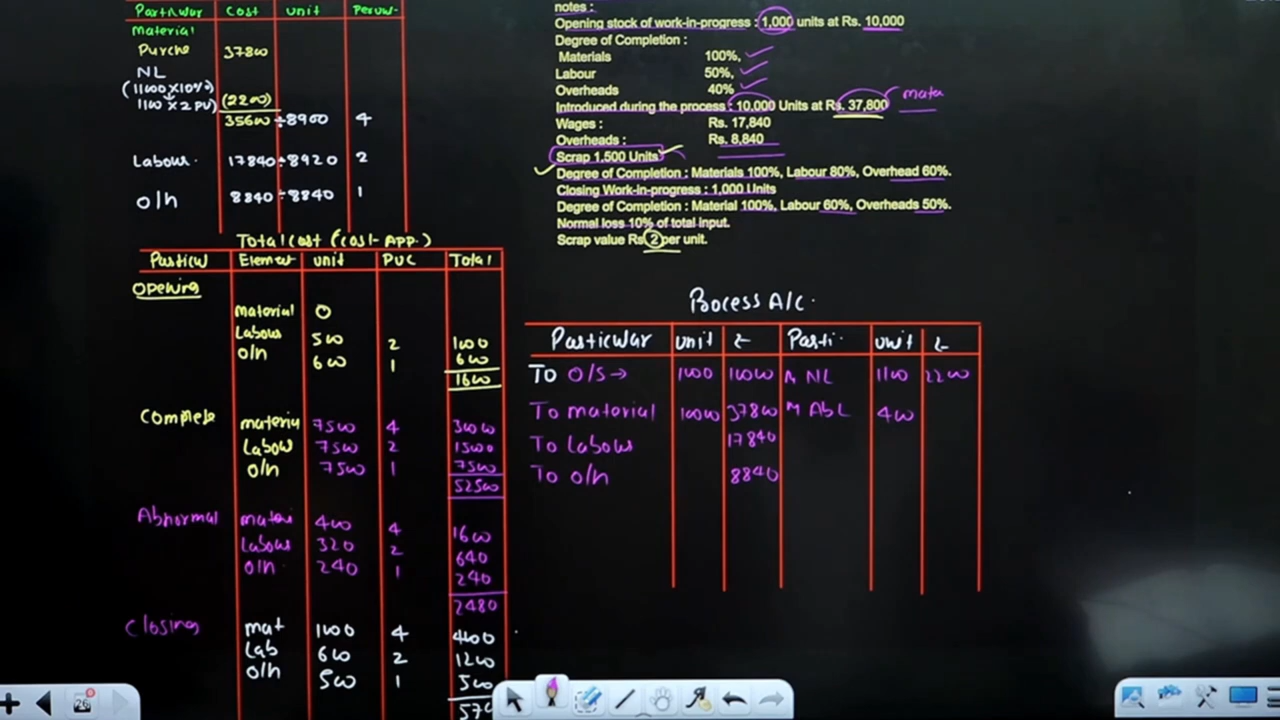 Particular Cost unit Peruni-
Material
Purche 37800
NL
(11000×10%)
1100×2 PU) (2200)
35600 ÷8900 4
Labour. 17840÷8920 2
O/h 8840÷8840 1
Total Cost (Cost-App.)
Particul Element unit PUC Total
Opening
Material 0
Labour 500 2 1000
O/h 600 1 600
1600
Complete materia 7500 4 30000
Labour 7500 2 15000
O/h 7500 1 7500
52500
Abnormal materi 400 4 1600
Labour 320 2 640
O/h 240 1 240
2480
Closing mat 1000 4 4000
Lab 600 2 1200
O/h 500 1 500
notes :
Opening stock of work-in-progress : 1,000 units at Rs. 10,000
Degree of Completion :
Materials 100%,
Labour 50%,
Overheads 40%
Introduced during the process : 10,000 Units at Rs. 37,800 mata
Wages : Rs. 17,840
Overheads : Rs. 8,840
Scrap 1,500 Units
Degree of Completion : Materials 100%, Labour 80%, Overhead 60%.
Closing Work-in-progress : 1,000 Units
Degree of Completion : Material 100%, Labour 60%, Overheads 50%.
Normal loss 10% of total input.
Scrap value Rs 2 per unit.
Process A/C.
Particular unit ₹ Parti. unit ₹
To O/S→ 1000 10000 By NL 1100 2200
To material 10000 37800 By AbL 400
To Labour 17840
To O/h 8840
26